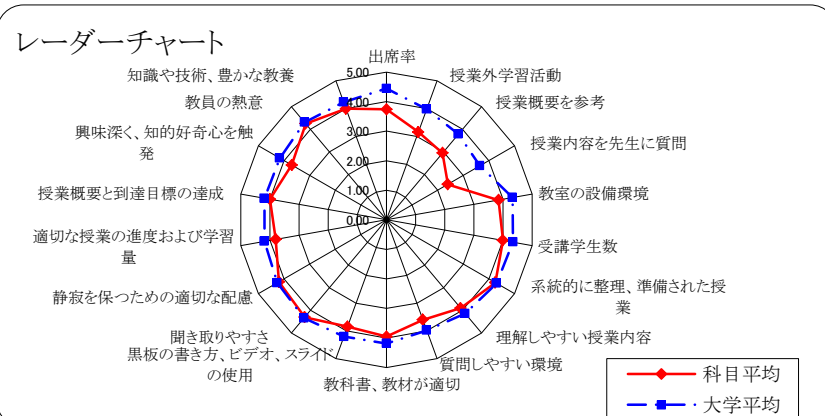 レーダーチャート
出席率
授業外学習活動
授業概要を参考
授業内容を先生に質問
教室の設備環境
受講学生数
系統的に整理、準備された授
業
理解しやすい授業内容
質問しやすい環境
教科書、教材が適切
黒板の書き方、ビデオ、スライド
の使用
聞き取りやすさ
静寂を保つための適切な配慮
適切な授業の進度および学習
量
授業概要と到達目標の達成
興味深く、知的好奇心を触
発
教員の熱意
知識や技術、豊かな教養
5.00
4.00
3.00
2.00
1.00
0.00
科目平均
大学平均